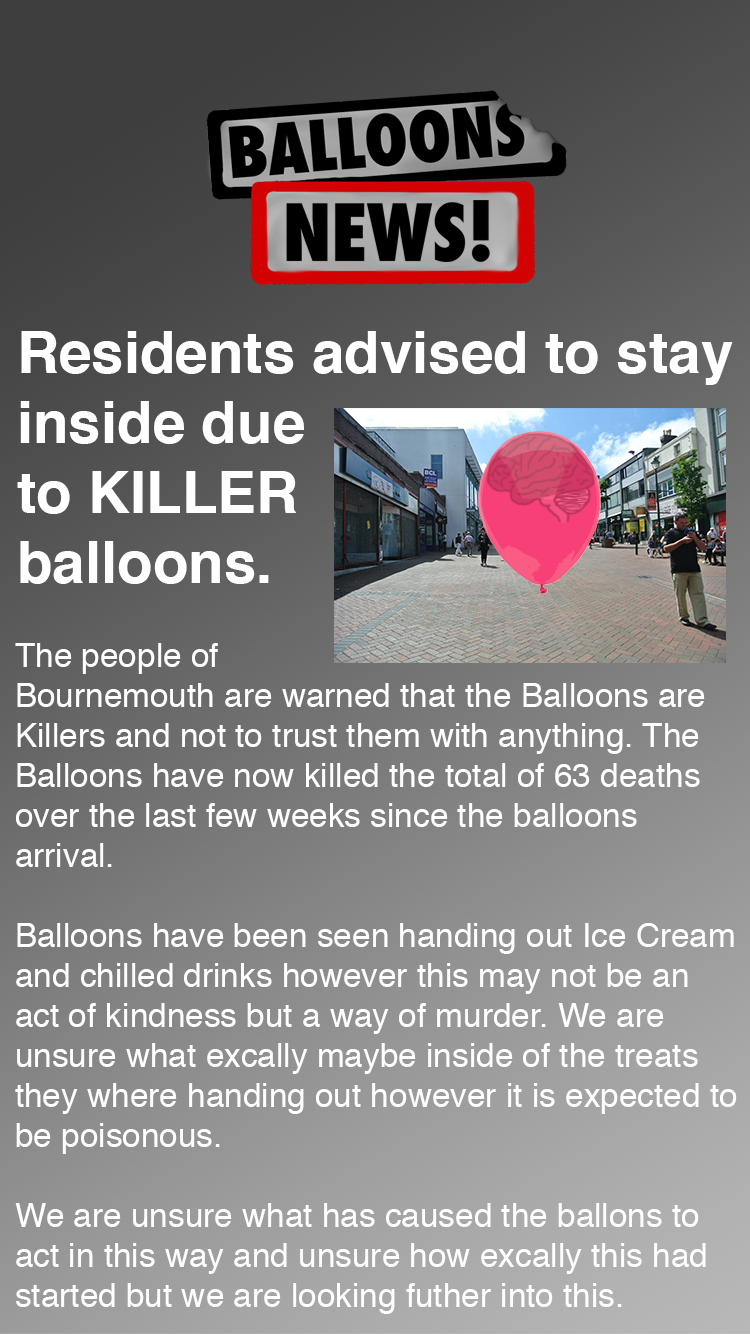 BALLOONS
NEWS!
Residents advised to stay
inside due
to KILLER
balloons.
BCL
The people of
Bournemouth are warned that the Balloons are
Killers and not to trust them with anything. The
Balloons have now killed the total of 63 deaths
over the last few weeks since the balloons
arrival.
Balloons have been seen handing out Ice Cream
and chilled drinks however this may not be an
act of kindness but a way of murder. We are
unsure what excally maybe inside of the treats
they where handing out however it is expected to
be poisonous.
We are unsure what has caused the ballons to
act in this way and unsure how excally this had
started but we are looking futher into this.